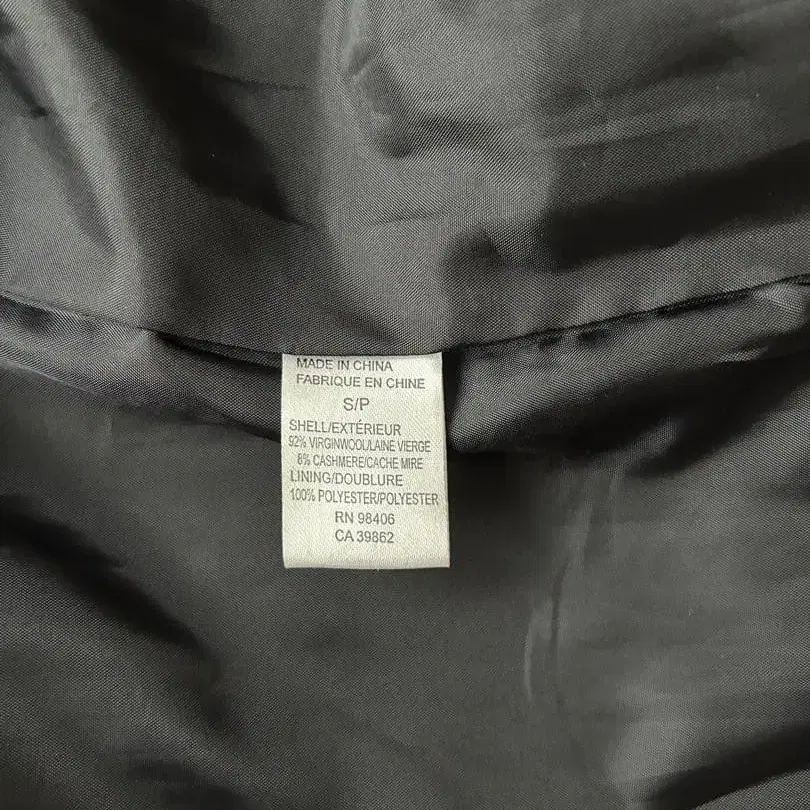 MADE IN CHINA
FABRIQUE EN CHINE
S/P
SHELL/EXTÉRIEUR
92% VIRGINWOOL/LAINE VIERGE
8% CASHMERE/CACHE MIRE
LINING/DOUBLURE
100% POLYESTER/POLYESTER
RN 98406
CA 39862